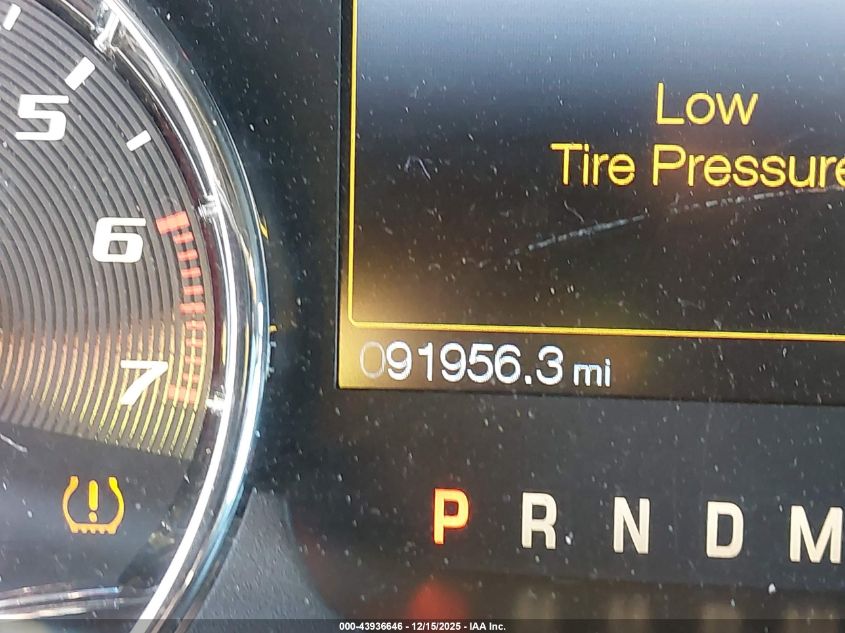 5
6
7
Low
Tire Pressure
091956.3 mi
P R N D M
000-43936646 - 12/15/2025 - IAA Inc.